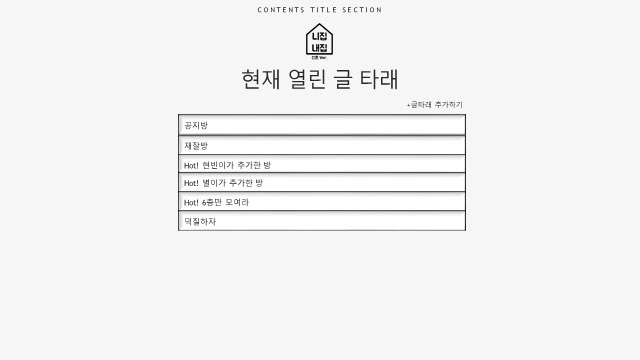 CONTENTS TITLE SECTION
니집
내집
현재 열린 글 타래
+글타래 추가하기
공지방
재잘방
Hot! 현빈이가 추가한 방
Hot! 별이가 추가한 방
Hot! 6층만 모여라
덕질하자